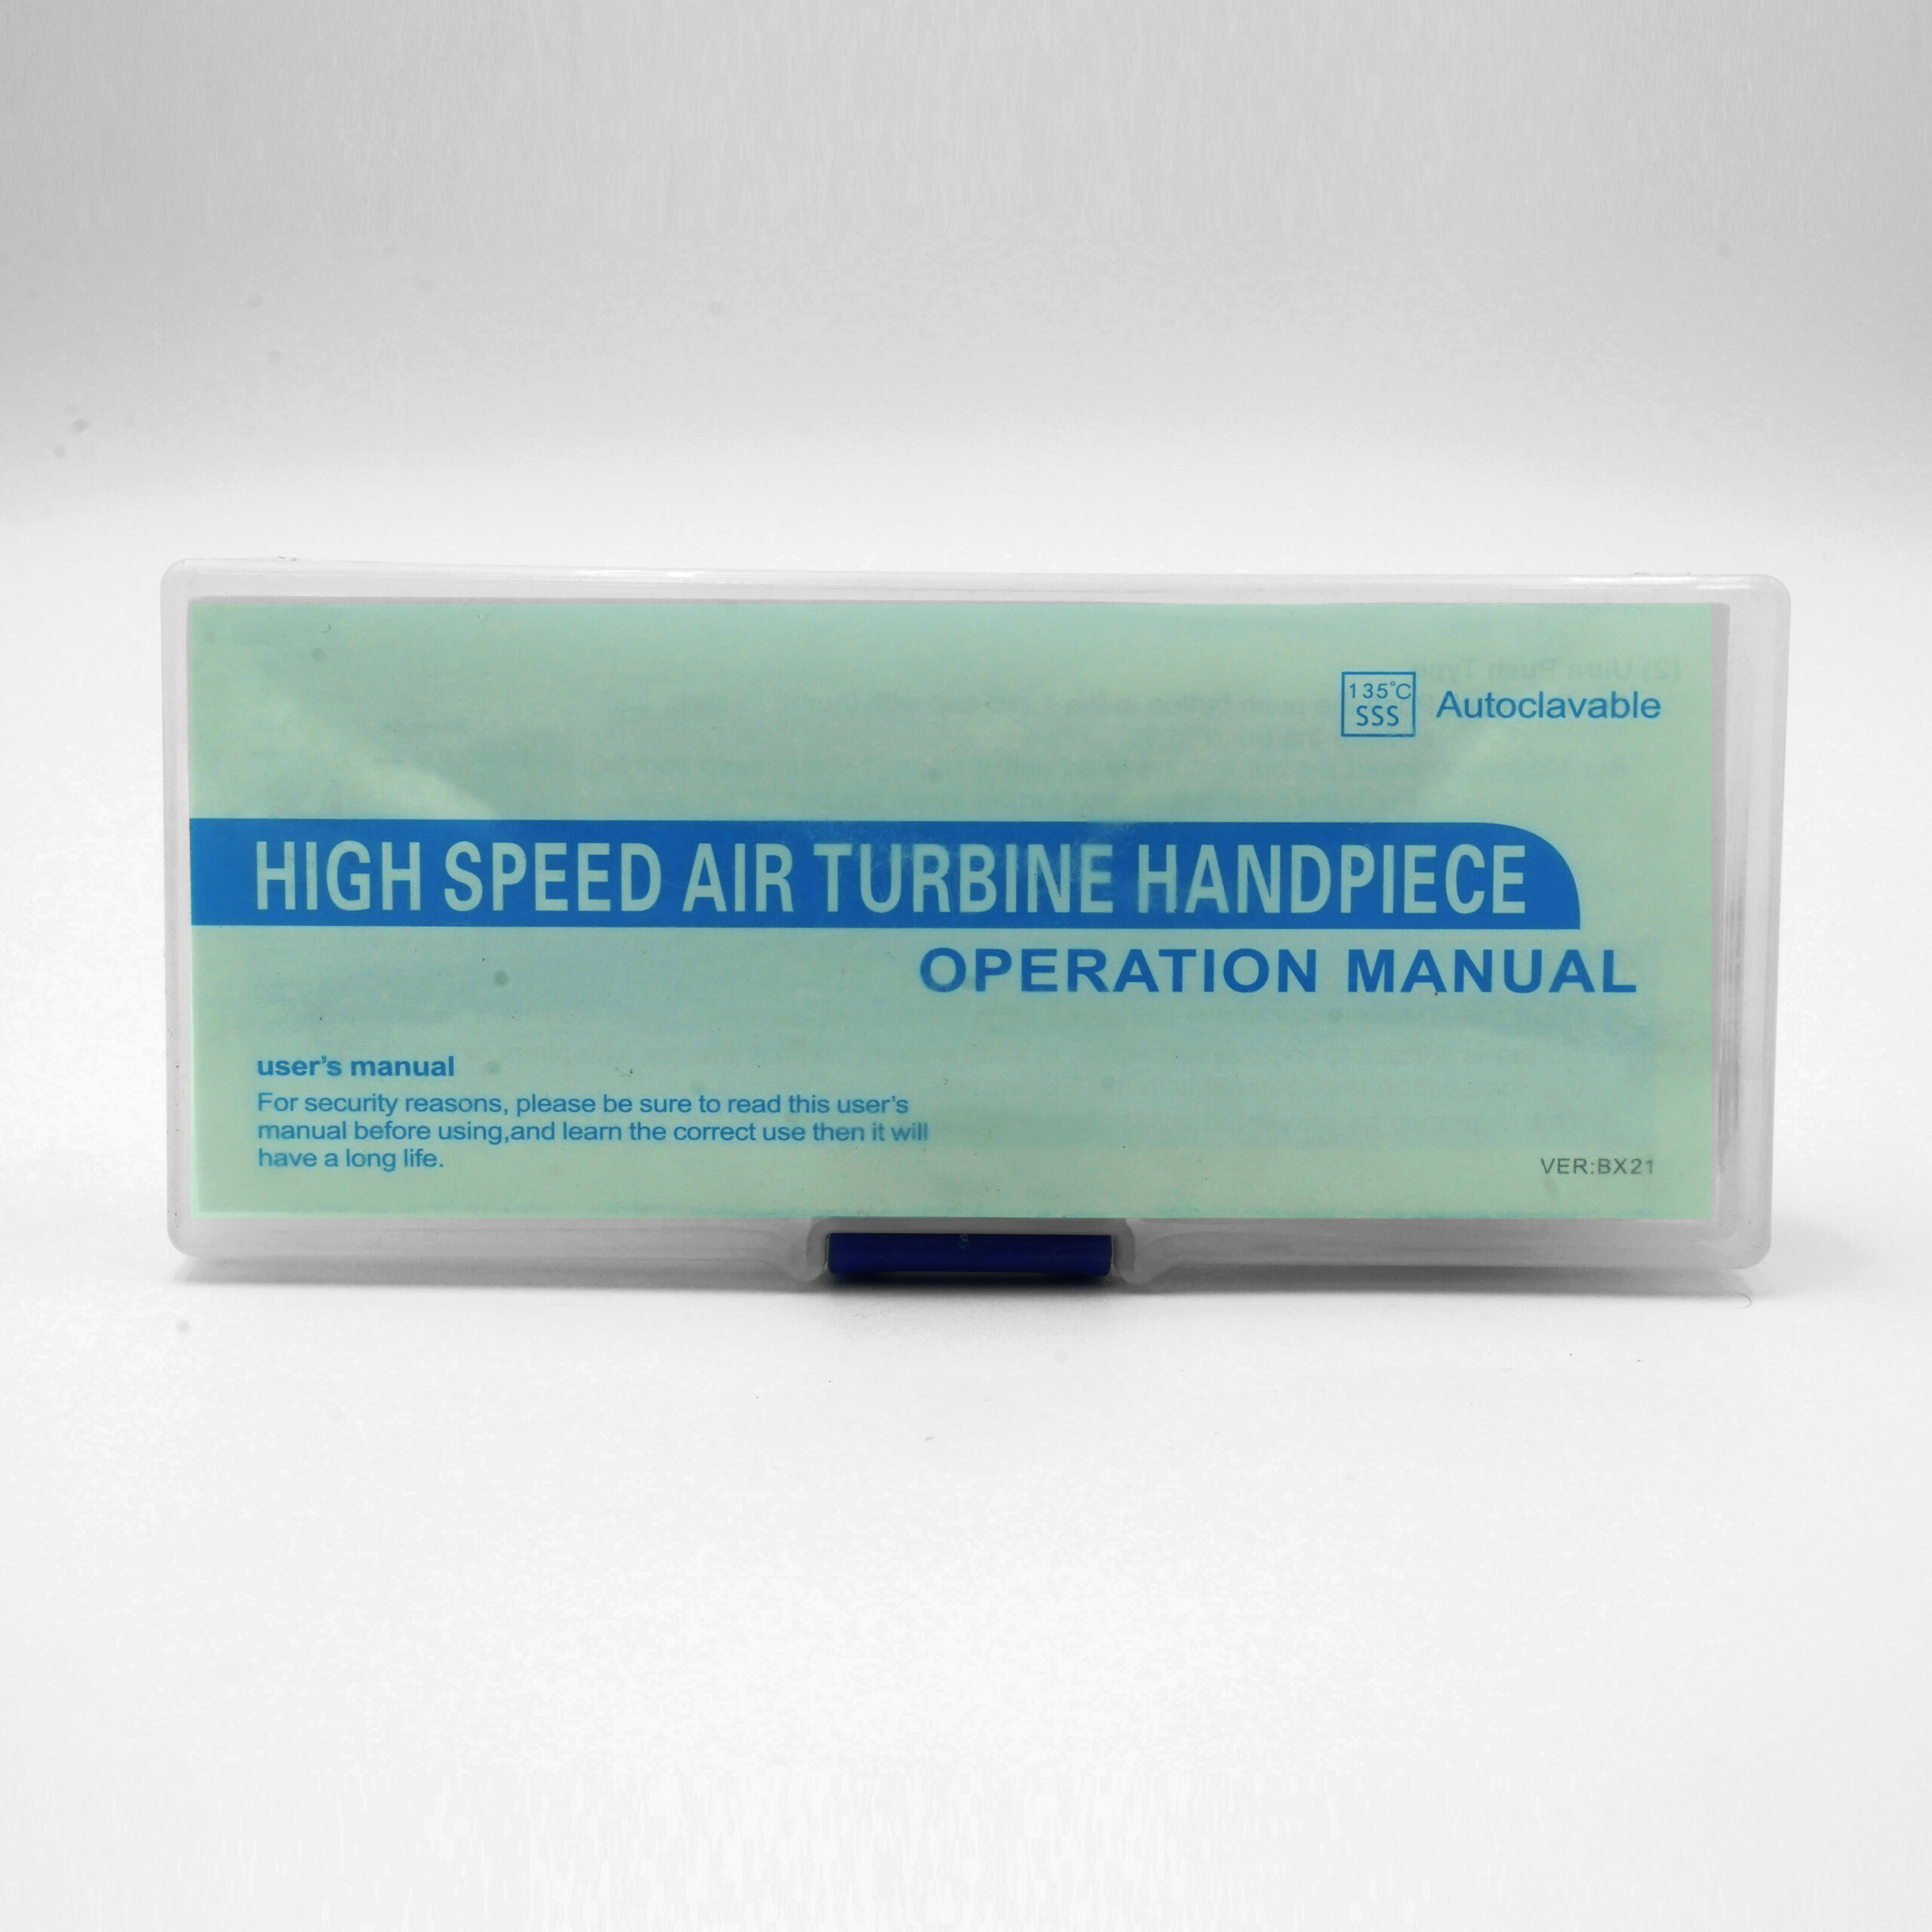 135°C
SSS
Autoclavable
HIGH SPEED AIR TURBINE HANDPIECE
OPERATION MANUAL
user's manual
For security reasons, please be sure to read this user's
manual before using,and learn the correct use then it will
have a long life.
VER:BX21